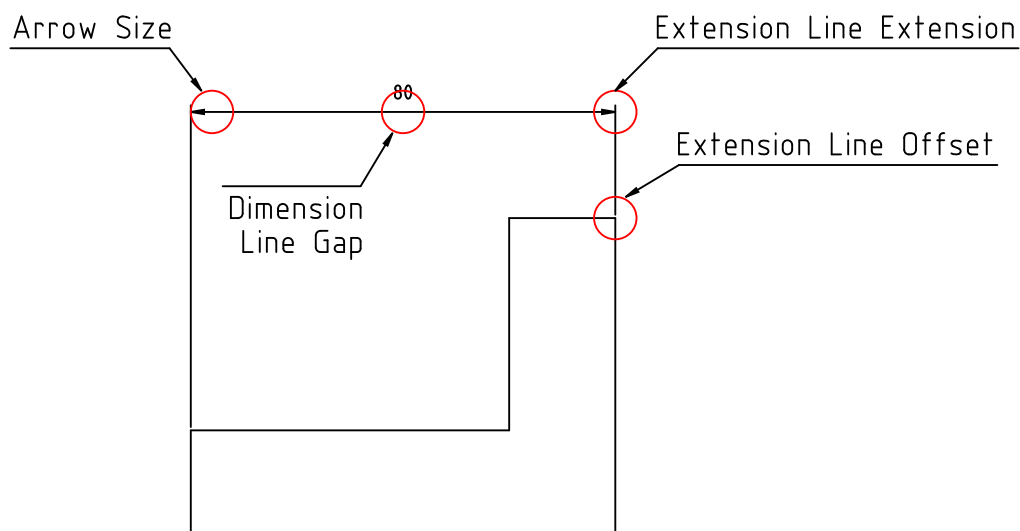 Arrow Size
Extension Line Extension
80
Extension Line Offset
Dimension
Line Gap